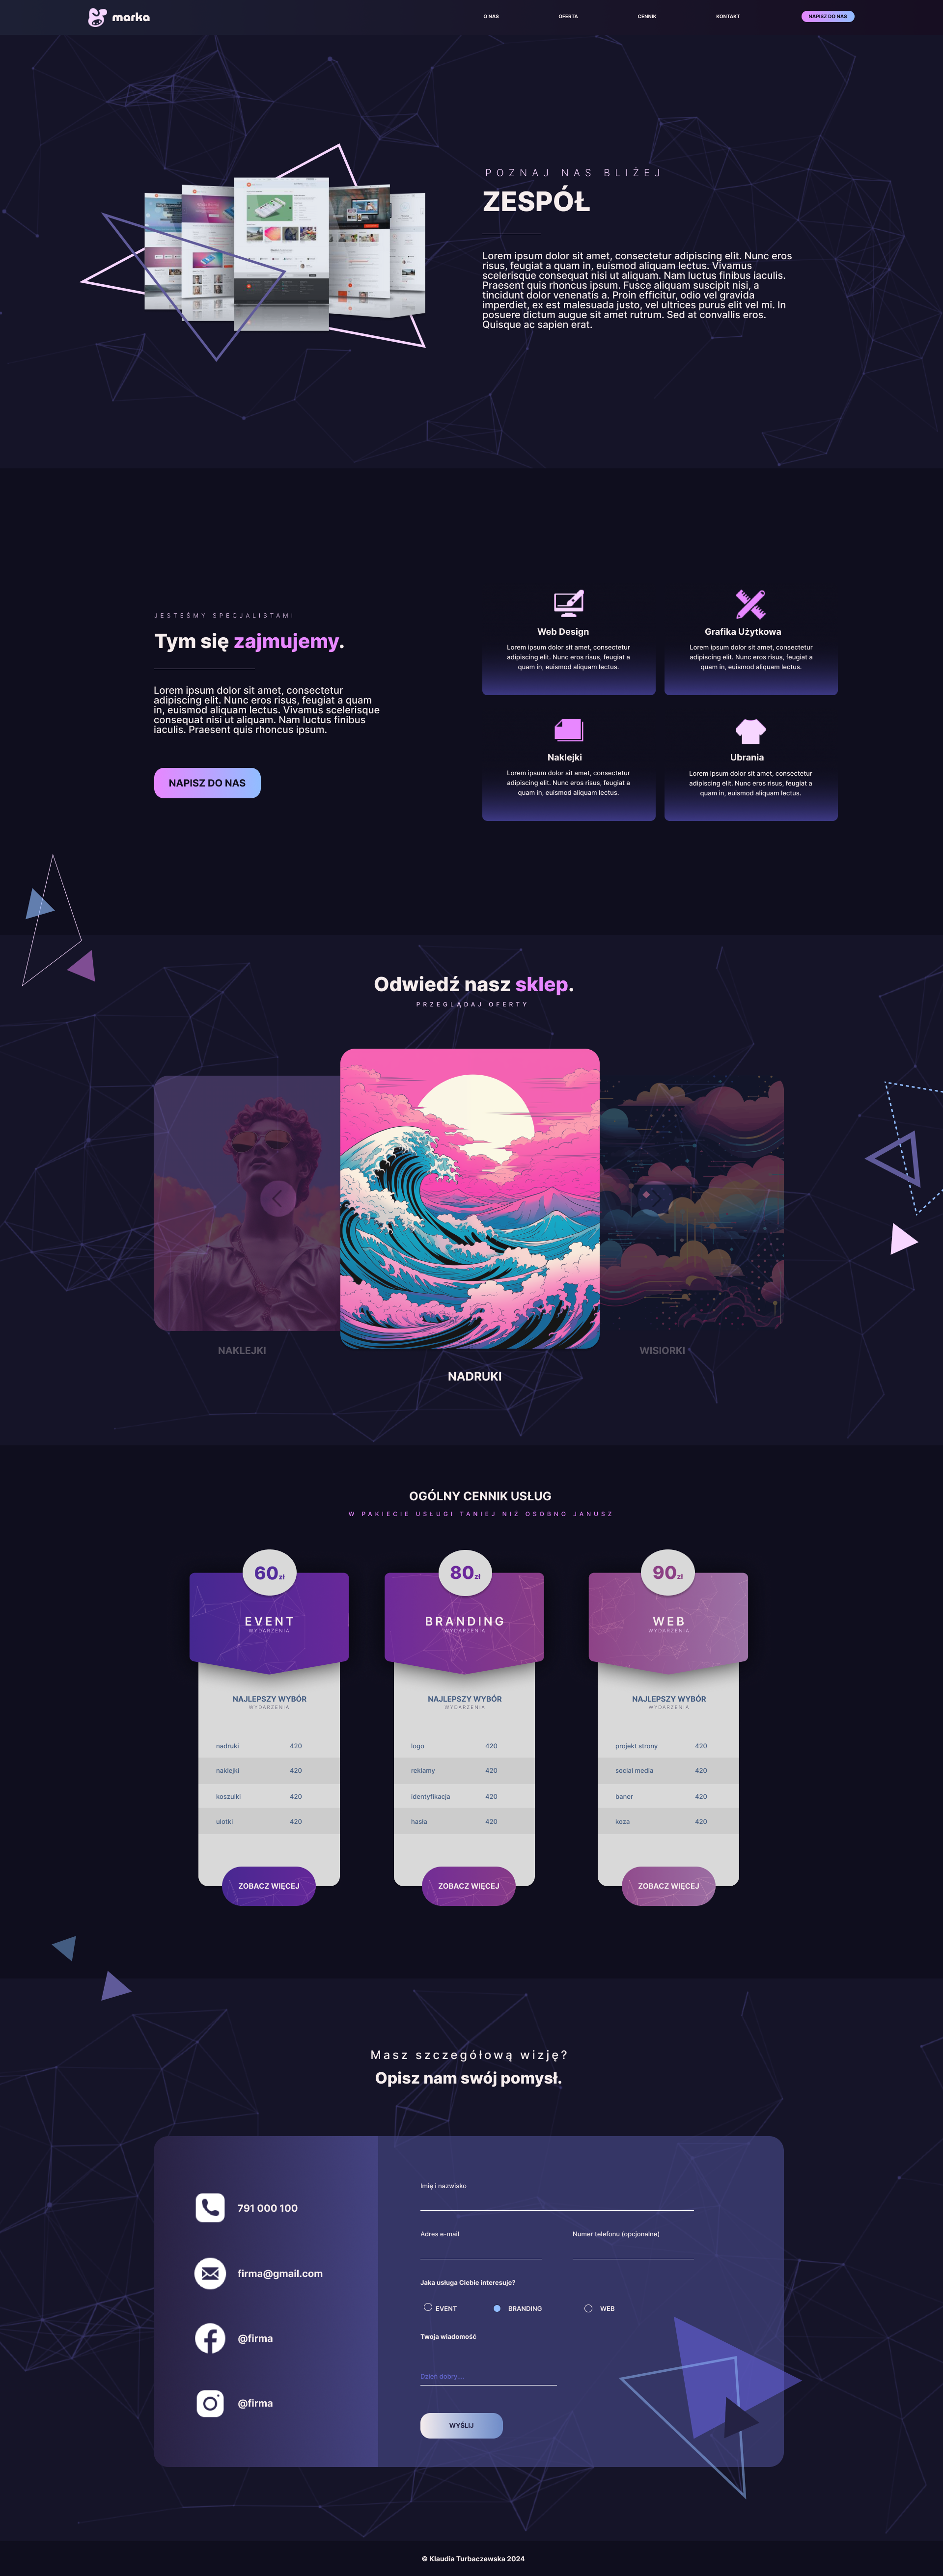 marka
O NAS
OFERTA
CENNIK
KONTAKT
NAPISZ DO NAS
POZNAJ NAS BLIŻEJ
ZESPÓŁ
Lorem ipsum dolor sit amet, consectetur adipiscing elit. Nunc eros
risus, feugiat a quam in, euismod aliquam lectus. Vivamus
scelerisque consequat nisi ut aliquam. Nam luctus finibus iaculis.
Praesent quis rhoncus ipsum. Fusce aliquam suscipit nisi, a
tincidunt dolor venenatis a. Proin efficitur, odio vel gravida
imperdiet, ex est malesuada justo, vel ultrices purus elit vel mi. In
posuere dictum augue sit amet rutrum. Sed at convallis eros.
Quisque ac sapien erat.
JESTEŚMY SPECJALISTAMI
Tym się zajmujemy.
Lorem ipsum dolor sit amet, consectetur
adipiscing elit. Nunc eros risus, feugiat a quam
in, euismod aliquam lectus. Vivamus scelerisque
consequat nisi ut aliquam. Nam luctus finibus
iaculis. Praesent quis rhoncus ipsum.
NAPISZ DO NAS
Web Design
Lorem ipsum dolor sit amet, consectetur
adipiscing elit. Nunc eros risus, feugiat a
quam in, euismod aliquam lectus.
Grafika Użytkowa
Lorem ipsum dolor sit amet, consectetur
adipiscing elit. Nunc eros risus, feugiat a
quam in, euismod aliquam lectus.
Naklejki
Lorem ipsum dolor sit amet, consectetur
adipiscing elit. Nunc eros risus, feugiat a
quam in, euismod aliquam lectus.
Ubrania
Lorem ipsum dolor sit amet, consectetur
adipiscing elit. Nunc eros risus, feugiat a
quam in, euismod aliquam lectus.
Odwiedź nasz sklep.
PRZEGLĄDAJ OFERTY
NAKLEJKI
NADRUKI
WISIORKI
OGÓLNY CENNIK USŁUG
W PAKIECIE USŁUGI TANIEJ NIŻ OSOBNO JANUSZ
60zł
EVENT
WYDARZENIA
NAJLEPSZY WYBÓR
WYDARZENIA
nadruki 420
naklejki 420
koszulki 420
ulotki 420
ZOBACZ WIĘCEJ
80zł
BRANDING
WYDARZENIA
NAJLEPSZY WYBÓR
WYDARZENIA
logo 420
reklamy 420
identyfikacja 420
hasła 420
ZOBACZ WIĘCEJ
90zł
WEB
WYDARZENIA
NAJLEPSZY WYBÓR
WYDARZENIA
projekt strony 420
social media 420
baner 420
koza 420
ZOBACZ WIĘCEJ
Masz szczegółową wizję?
Opisz nam swój pomysł.
791 000 100
firma@gmail.com
@firma
@firma
Imię i nazwisko
Adres e-mail
Numer telefonu (opcjonalne)
Jaka usługa Ciebie interesuje?
EVENT
BRANDING
WEB
Twoja wiadomość
Dzień dobry...
WYŚLIJ
© Klaudia Turbaczewska 2024